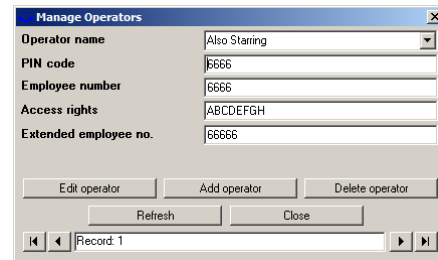 Manage Operators
Operator name Also Starring
PIN code 6666
Employee number 6666
Access rights ABCDEFGH
Extended employee no. 66666
Edit operator Add operator Delete operator
Refresh Close
Record: 1